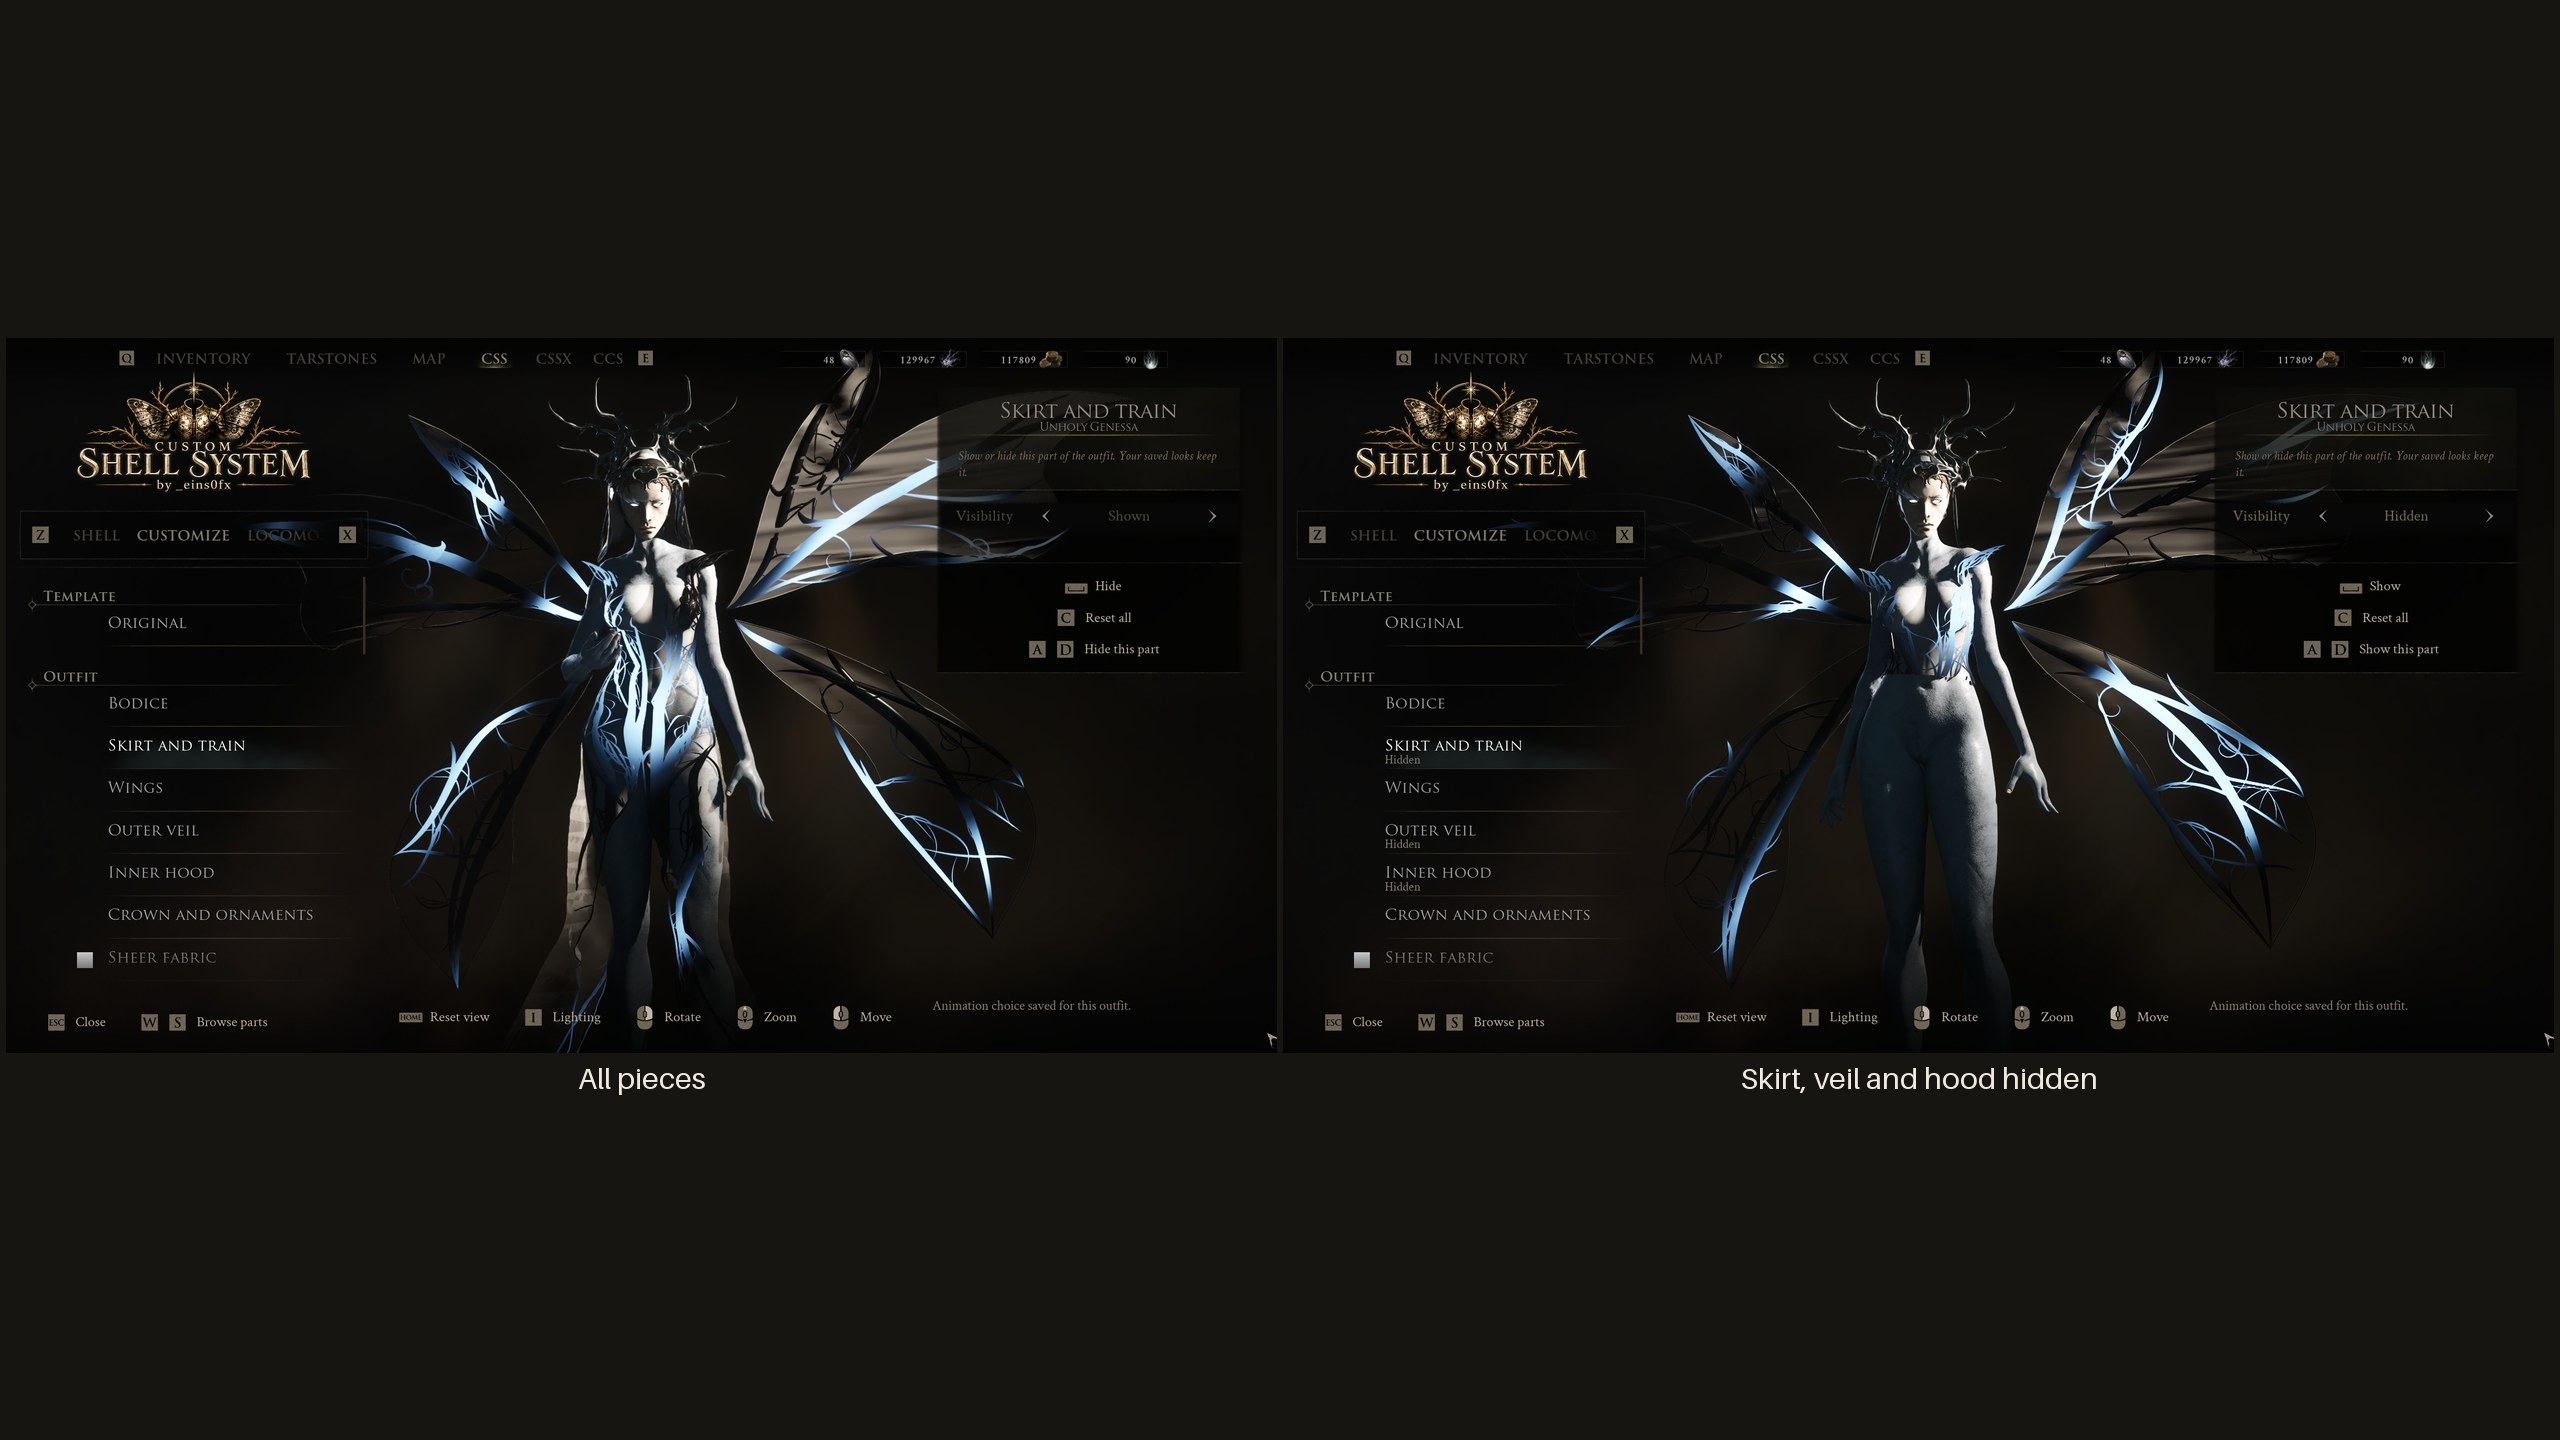 Q INVENTORY TARSTONES MAP CSS CSSX CCS E 48 129967 117809 90
CUSTOM
SHELL SYSTEM
by _eins0fx
Z SHELL CUSTOMIZE LOCOMO X
TEMPLATE
ORIGINAL
OUTFIT
BODICE
SKIRT AND TRAIN
WINGS
OUTER VEIL
INNER HOOD
CROWN AND ORNAMENTS
SHEER FABRIC
ESC Close W S Browse parts
HOME Reset view I Lighting Rotate Zoom Move
Animation choice saved for this outfit.
SKIRT AND TRAIN
UNHOLY GENESSA
Show or hide this part of the outfit. Your saved looks keep
it.
Visibility Shown
Hide
C Reset all
A D Hide this part
All pieces
Q INVENTORY TARSTONES MAP CSS CSSX CCS E 48 129967 117809 90
CUSTOM
SHELL SYSTEM
by _eins0fx
Z SHELL CUSTOMIZE LOCOMO X
TEMPLATE
ORIGINAL
OUTFIT
BODICE
SKIRT AND TRAIN
Hidden
WINGS
OUTER VEIL
Hidden
INNER HOOD
Hidden
CROWN AND ORNAMENTS
SHEER FABRIC
ESC Close W S Browse parts
HOME Reset view I Lighting Rotate Zoom Move
Animation choice saved for this outfit.
SKIRT AND TRAIN
UNHOLY GENESSA
Show or hide this part of the outfit. Your saved looks keep
it.
Visibility Hidden
Show
C Reset all
A D Show this part
Skirt, veil and hood hidden